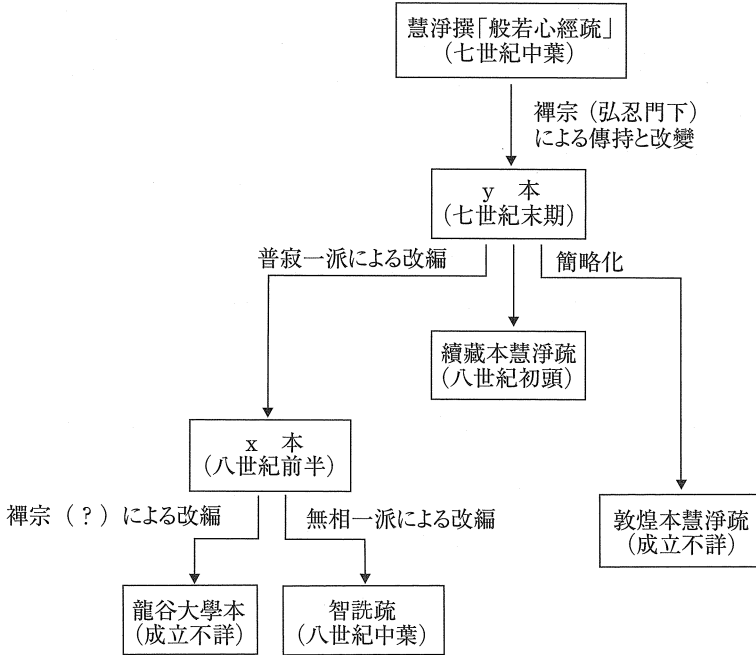 慧淨撰「般若心經疏」
（七世紀中葉）
禪宗（弘忍門下）
による傳持と改變
y　本
（七世紀末期）
普寂一派による改編
簡略化
續藏本慧淨疏
（八世紀初頭）
x　本
（八世紀前半）
禪宗（？）による改編
無相一派による改編
敦煌本慧淨疏
（成立不詳）
龍谷大學本
（成立不詳）
智詵疏
（八世紀中葉）